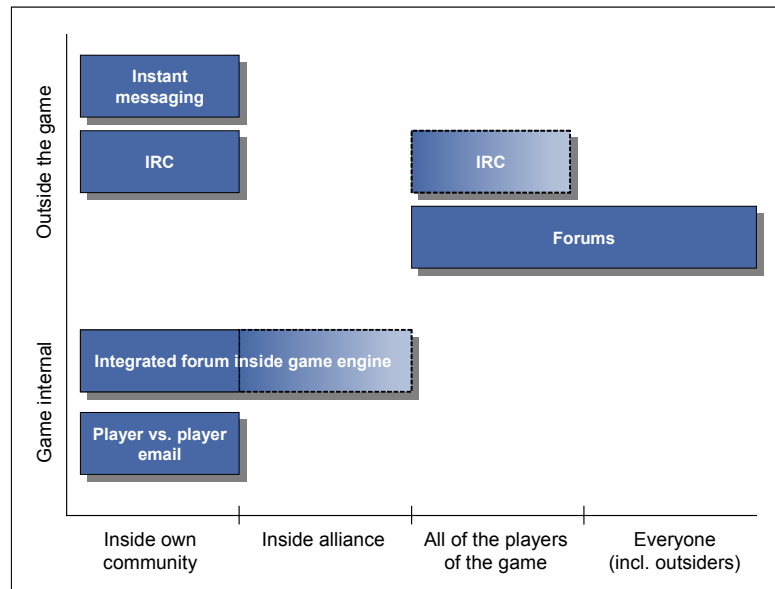 Outside the game
Instant
messaging
IRC
IRC
Forums
Game internal
Integrated forum inside game engine
Player vs. player
email
Inside own
community
Inside alliance
All of the players
of the game
Everyone
(incl. outsiders)